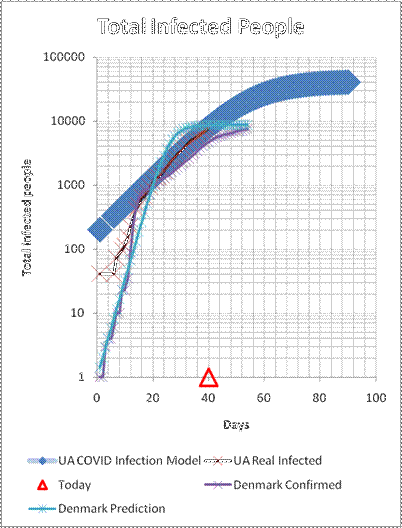 Total Infected People
100000
10000
1000
100
10
1
Total Infected people
0 20 40 60 80 100
Days
UA COVID Infection Model UA Real Infected
Today Denmark Confirmed
Denmark Prediction